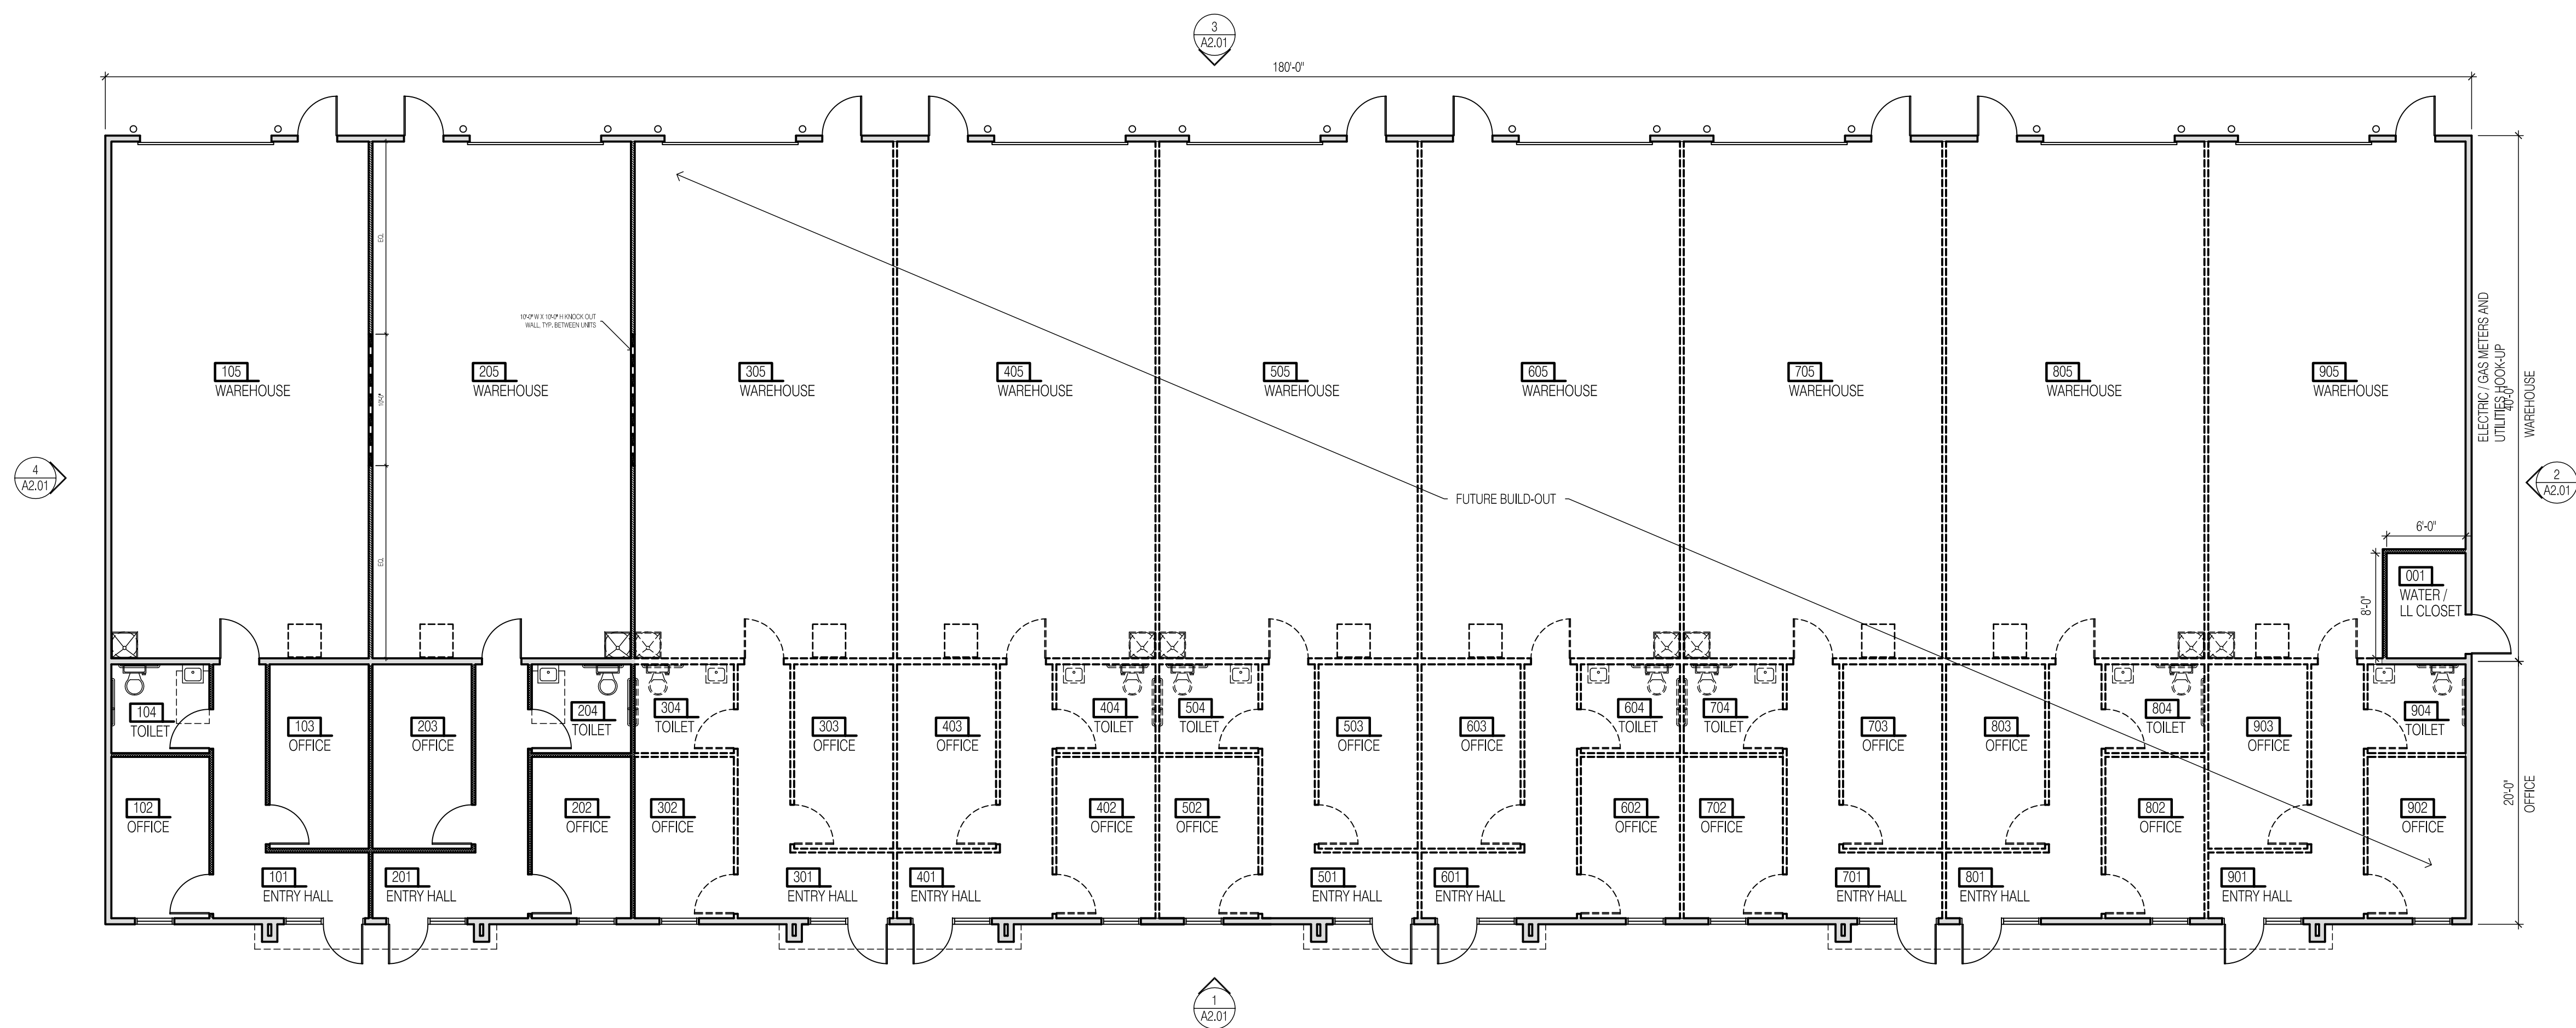 3
A2.01
180'-0"
EQ.
10'-0" W X 10'-0" H KNOCK OUT
WALL, TYP. BETWEEN UNITS
105
WAREHOUSE
205
WAREHOUSE
305
WAREHOUSE
405
WAREHOUSE
505
WAREHOUSE
605
WAREHOUSE
705
WAREHOUSE
805
WAREHOUSE
905
WAREHOUSE
10'-0"
ELECTRIC / GAS METERS AND
UTILITIES HOOK-UP
40'-0"
WAREHOUSE
4
A2.01
2
A2.01
FUTURE BUILD-OUT
6'-0"
EQ.
8'-0"
001
WATER /
LL CLOSET
104
TOILET
103
OFFICE
203
OFFICE
204
TOILET
304
TOILET
303
OFFICE
403
OFFICE
404
TOILET
504
TOILET
503
OFFICE
603
OFFICE
604
TOILET
704
TOILET
703
OFFICE
803
OFFICE
804
TOILET
903
OFFICE
904
TOILET
20'-0"
OFFICE
102
OFFICE
202
OFFICE
302
OFFICE
402
OFFICE
502
OFFICE
602
OFFICE
702
OFFICE
802
OFFICE
902
OFFICE
101
ENTRY HALL
201
ENTRY HALL
301
ENTRY HALL
401
ENTRY HALL
501
ENTRY HALL
601
ENTRY HALL
701
ENTRY HALL
801
ENTRY HALL
901
ENTRY HALL
1
A2.01